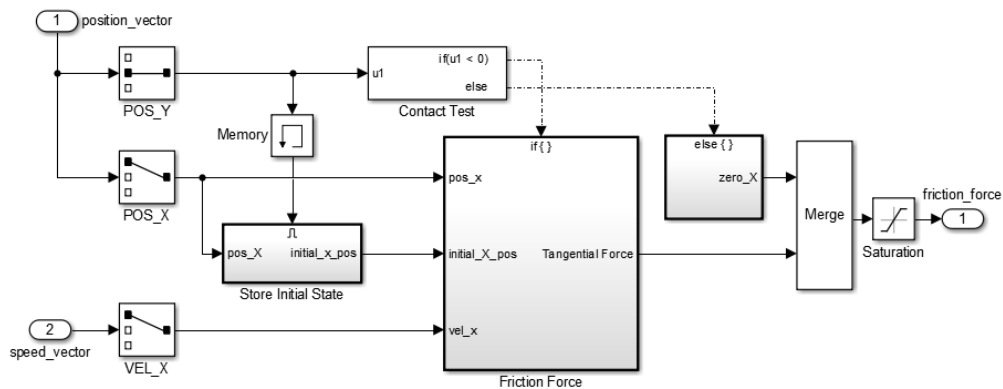 1
position_vector
POS_Y
u1
if(u1 < 0)
else
Contact Test
Memory
POS_X
pos_X
initial_x_pos
Store Initial State
if { }
pos_x
initial_X_pos
Tangential Force
vel_x
Friction Force
else { }
zero_X
Merge
Saturation
friction_force
1
2
speed_vector
VEL_X